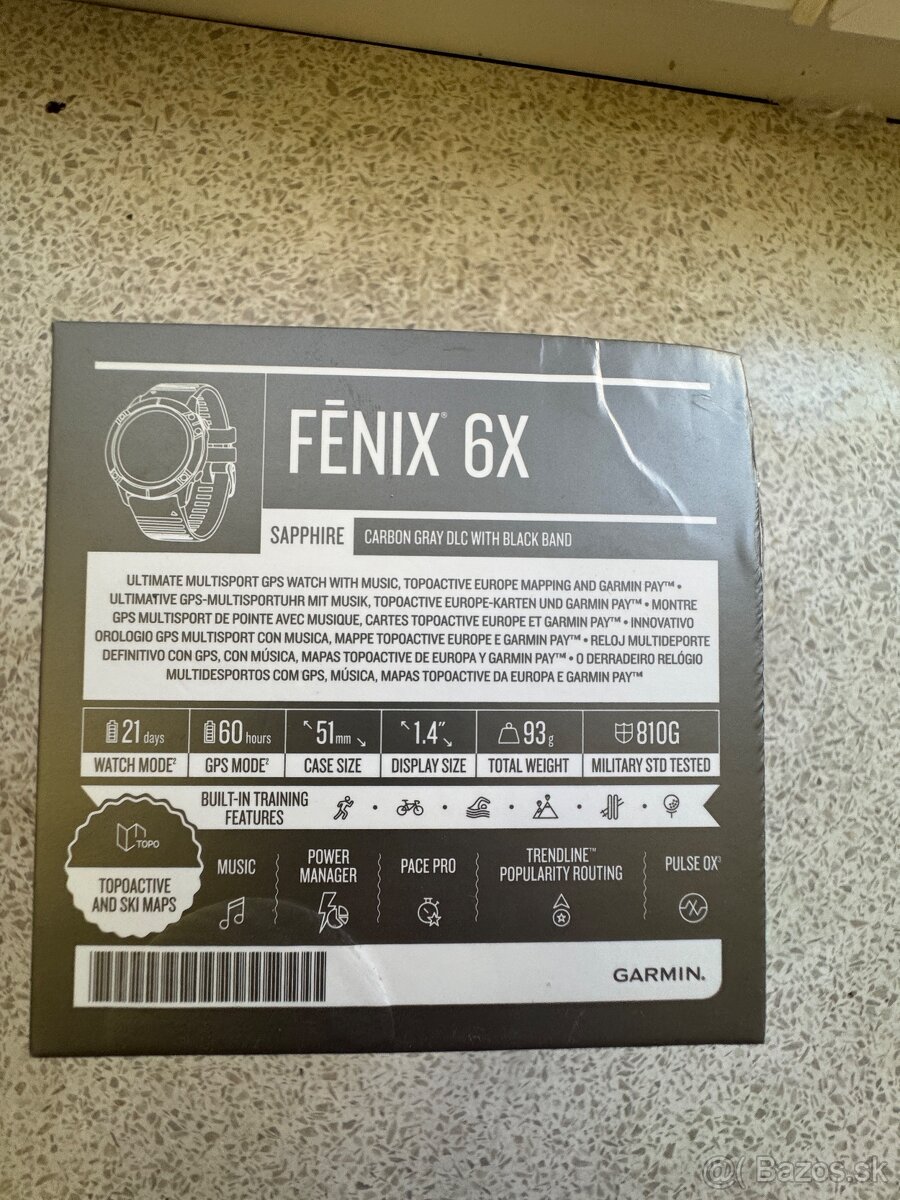 FĒNIX® 6X
SAPPHIRE
CARBON GRAY DLC WITH BLACK BAND
ULTIMATE MULTISPORT GPS WATCH WITH MUSIC, TOPOACTIVE EUROPE MAPPING AND GARMIN PAY™ •
ULTIMATIVE GPS-MULTISPORTUHR MIT MUSIK, TOPOACTIVE EUROPE-KARTEN UND GARMIN PAY™ • MONTRE
GPS MULTISPORT DE POINTE AVEC MUSIQUE, CARTES TOPOACTIVE EUROPE ET GARMIN PAY™ • INNOVATIVO
OROLOGIO GPS MULTISPORT CON MUSICA, MAPPE TOPOACTIVE EUROPE E GARMIN PAY™ • RELOJ MULTIDEPORTE
DEFINITIVO CON GPS, CON MÚSICA, MAPAS TOPOACTIVE DE EUROPA Y GARMIN PAY™ • O DERRADEIRO RELÓGIO
MULTIDESPORTOS COM GPS, MÚSICA, MAPAS TOPOACTIVE DA EUROPA E GARMIN PAY™
21 days
WATCH MODE²
60 hours
GPS MODE²
51mm
CASE SIZE
1.4"
DISPLAY SIZE
93g
TOTAL WEIGHT
810G
MILITARY STD TESTED
BUILT-IN TRAINING
FEATURES
TOPO
TOPOACTIVE
AND SKI MAPS
MUSIC
POWER
MANAGER
PACE PRO
TRENDLINE™
POPULARITY ROUTING
PULSE OX³
GARMIN.
@( Bazos.sk